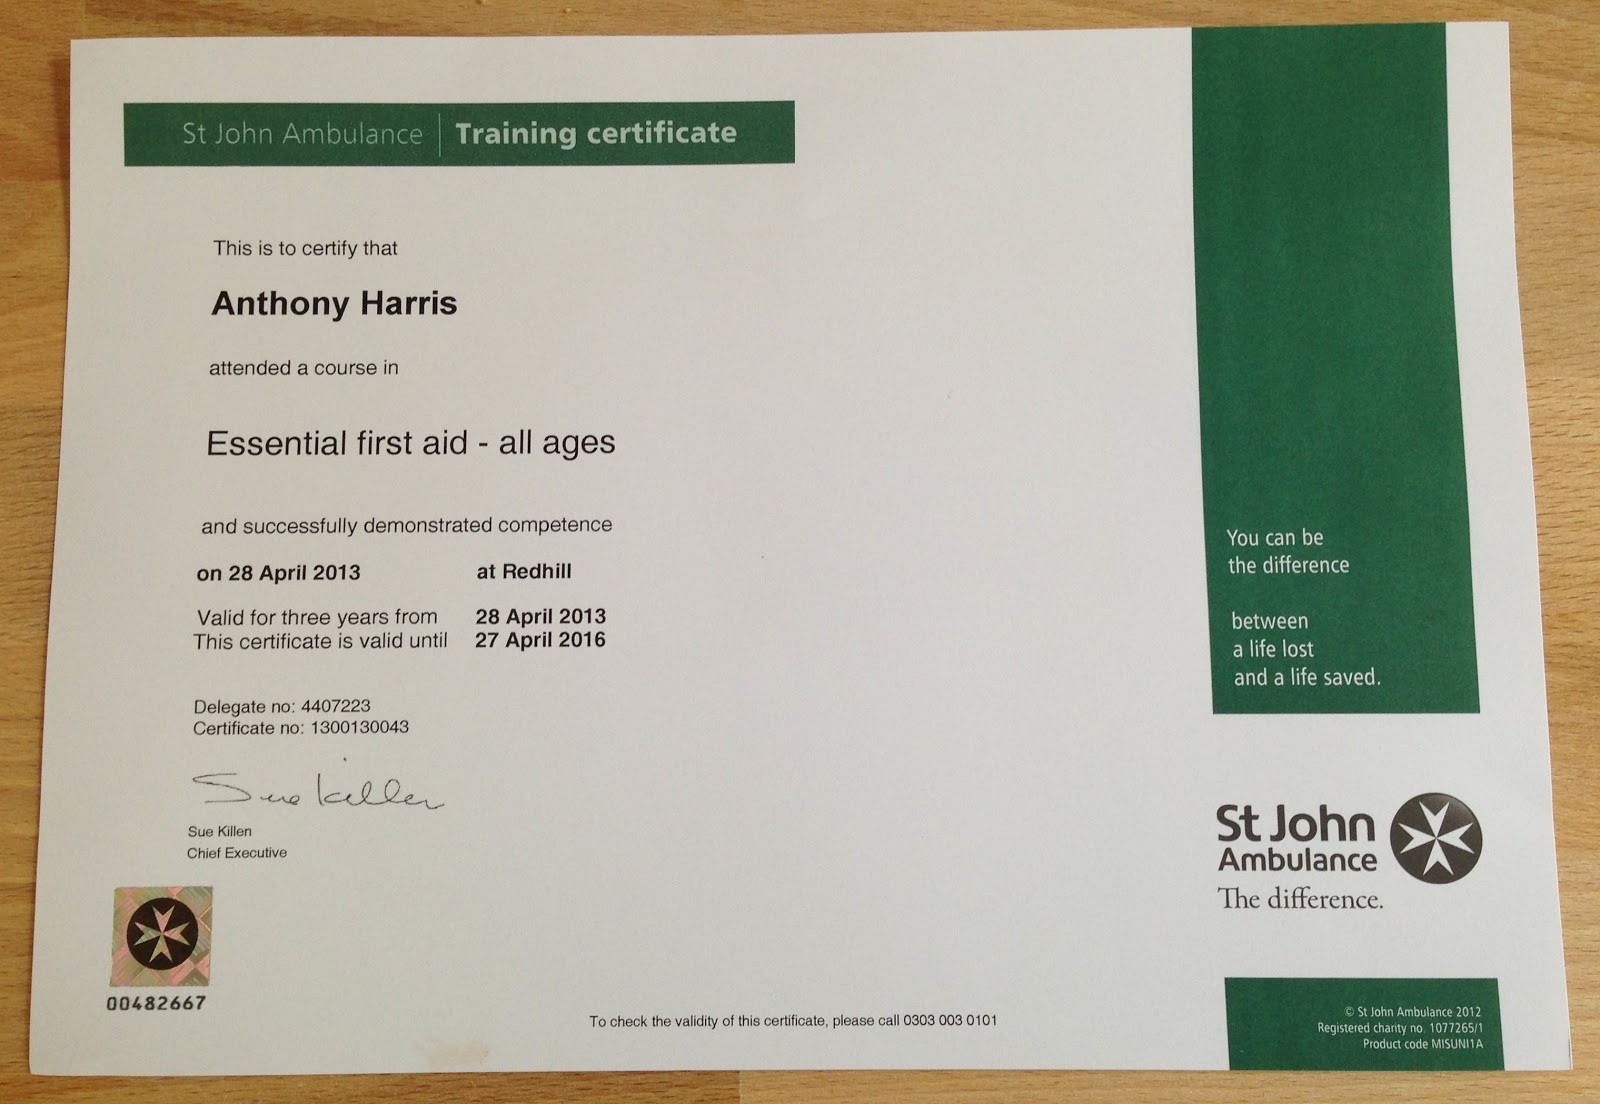 St John Ambulance | Training certificate
This is to certify that
Anthony Harris
attended a course in
Essential first aid - all ages
and successfully demonstrated competence
on 28 April 2013 at Redhill
Valid for three years from 28 April 2013
This certificate is valid until 27 April 2016
Delegate no: 4407223
Certificate no: 1300130043
Sue Killen
Sue Killen
Chief Executive
00482667
To check the validity of this certificate, please call 0303 003 0101
You can be
the difference
between
a life lost
and a life saved.
St John
Ambulance
The difference.
© St John Ambulance 2012
Registered charity no. 1077265/1
Product code MISUNI1A